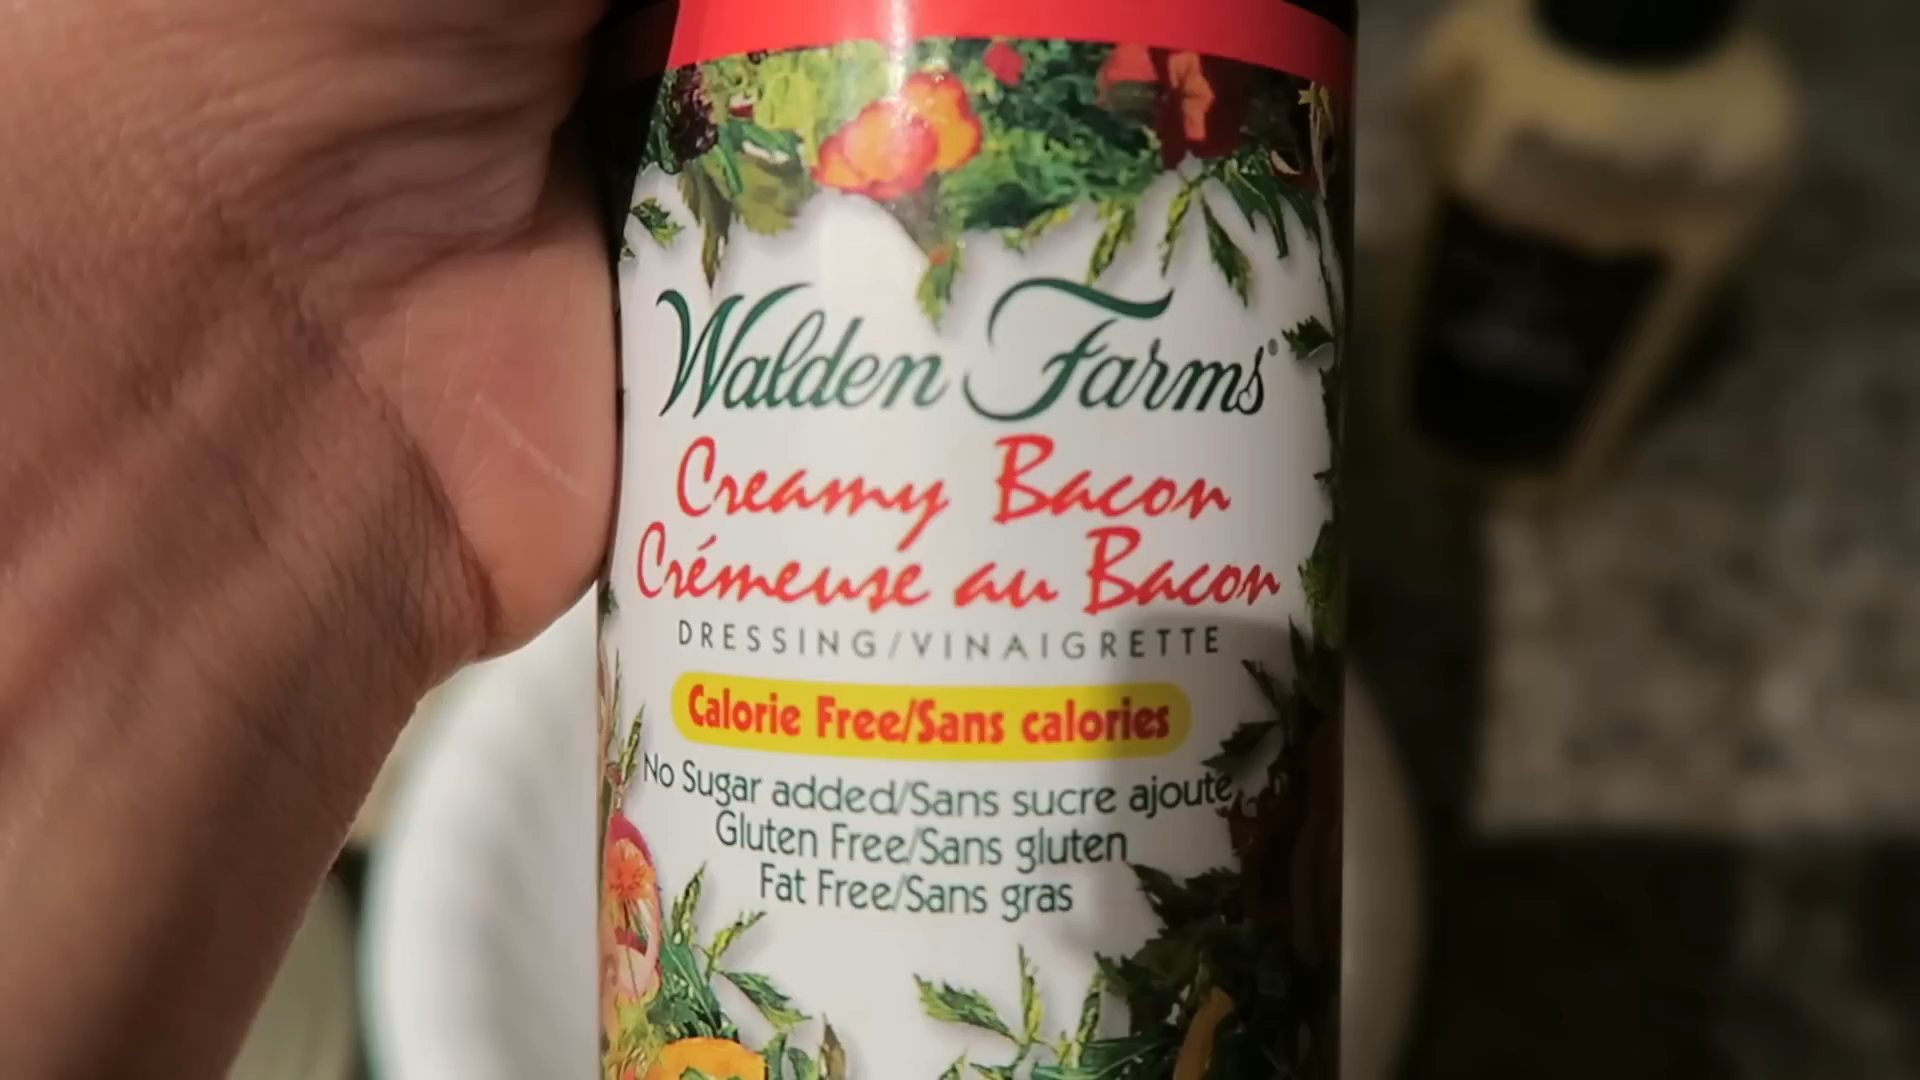 Walden Farms®
Creamy Bacon
Crémeuse au Bacon
DRESSING/VINAIGRETTE
Calorie Free/Sans calories
No Sugar added/Sans sucre ajouté
Gluten Free/Sans gluten
Fat Free/Sans gras